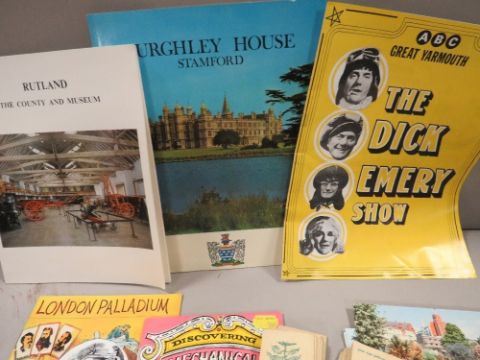 RUTLAND
THE COUNTY AND MUSEUM
URGHLEY HOUSE
STAMFORD
ABC
GREAT YARMOUTH
THE
DICK
EMERY
SHOW
LONDON PALLADIUM
DISCOVERING
MECHANICAL